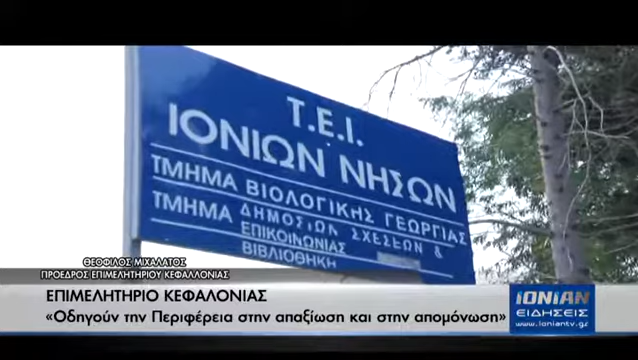 Τ.Ε.Ι.
ΙΟΝΙΩΝ ΝΗΣΩΝ
ΤΜΗΜΑ ΒΙΟΛΟΓΙΚΗΣ ΓΕΩΡΓΙΑΣ
ΤΜΗΜΑ ΔΗΜΟΣΙΩΝ ΣΧΕΣΕΩΝ &
ΕΠΙΚΟΙΝΩΝΙΑΣ
ΒΙΒΛΙΟΘΗΚΗ
ΘΕΟΦΙΛΟΣ ΜΙΧΑΛΑΤΟΣ
ΠΡΟΕΔΡΟΣ ΕΠΙΜΕΛΗΤΗΡΙΟΥ ΚΕΦΑΛΛΟΝΙΑΣ
ΕΠΙΜΕΛΗΤΗΡΙΟ ΚΕΦΑΛΟΝΙΑΣ
«Οδηγούν την Περιφέρεια στην απαξίωση και στην απομόνωση»
IONIAN
ΕΙΔΗΣΕΙΣ
www.ioniantv.gr